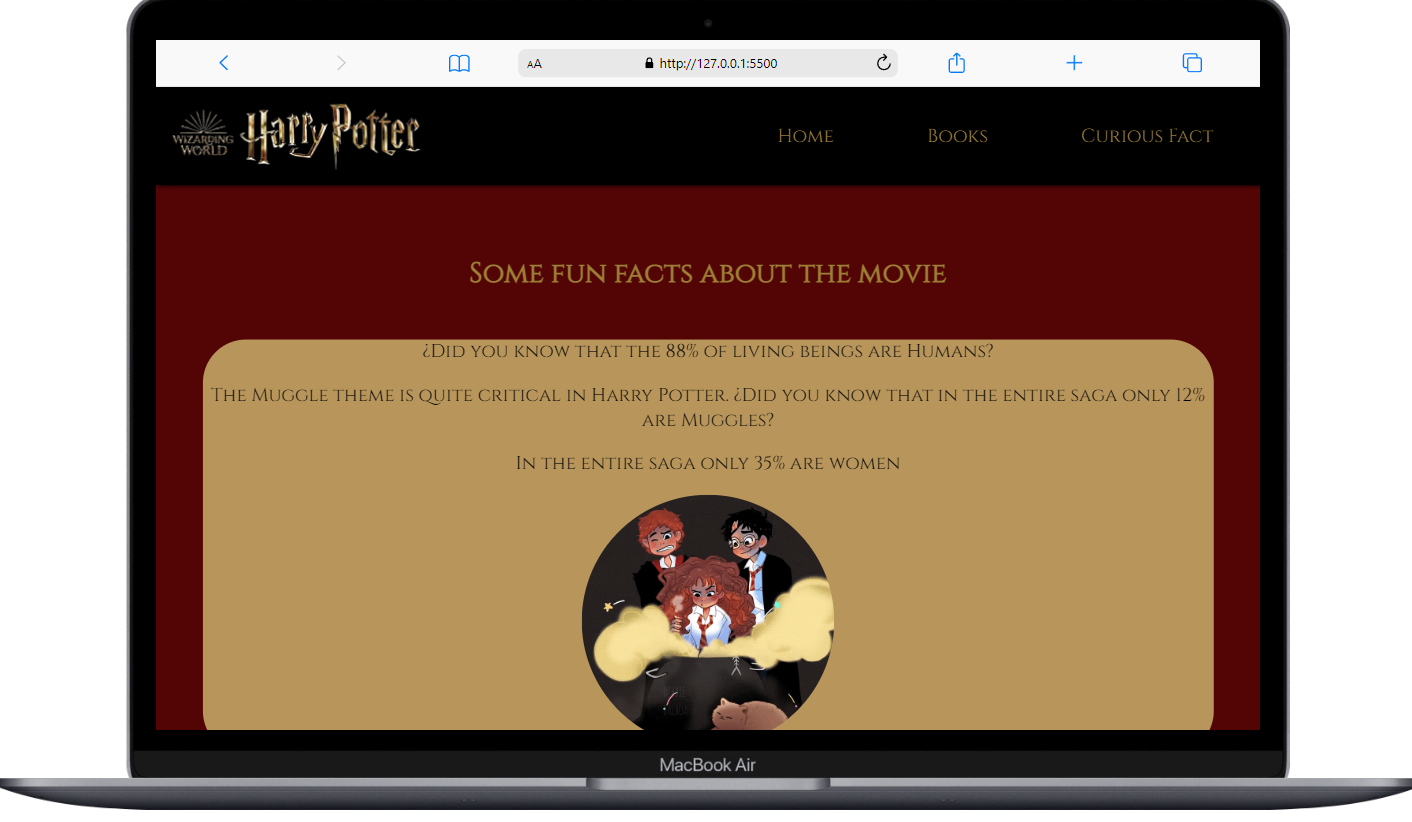 AA
http://127.0.0.1:5500
WIZARDING
WORLD
Harry Potter
Home
Books
Curious Fact
Some fun facts about the movie
¿Did you know that the 88% of living beings are Humans?
The Muggle theme is quite critical in Harry Potter. ¿Did you know that in the entire saga only 12%
are Muggles?
In the entire saga only 35% are women
MacBook Air